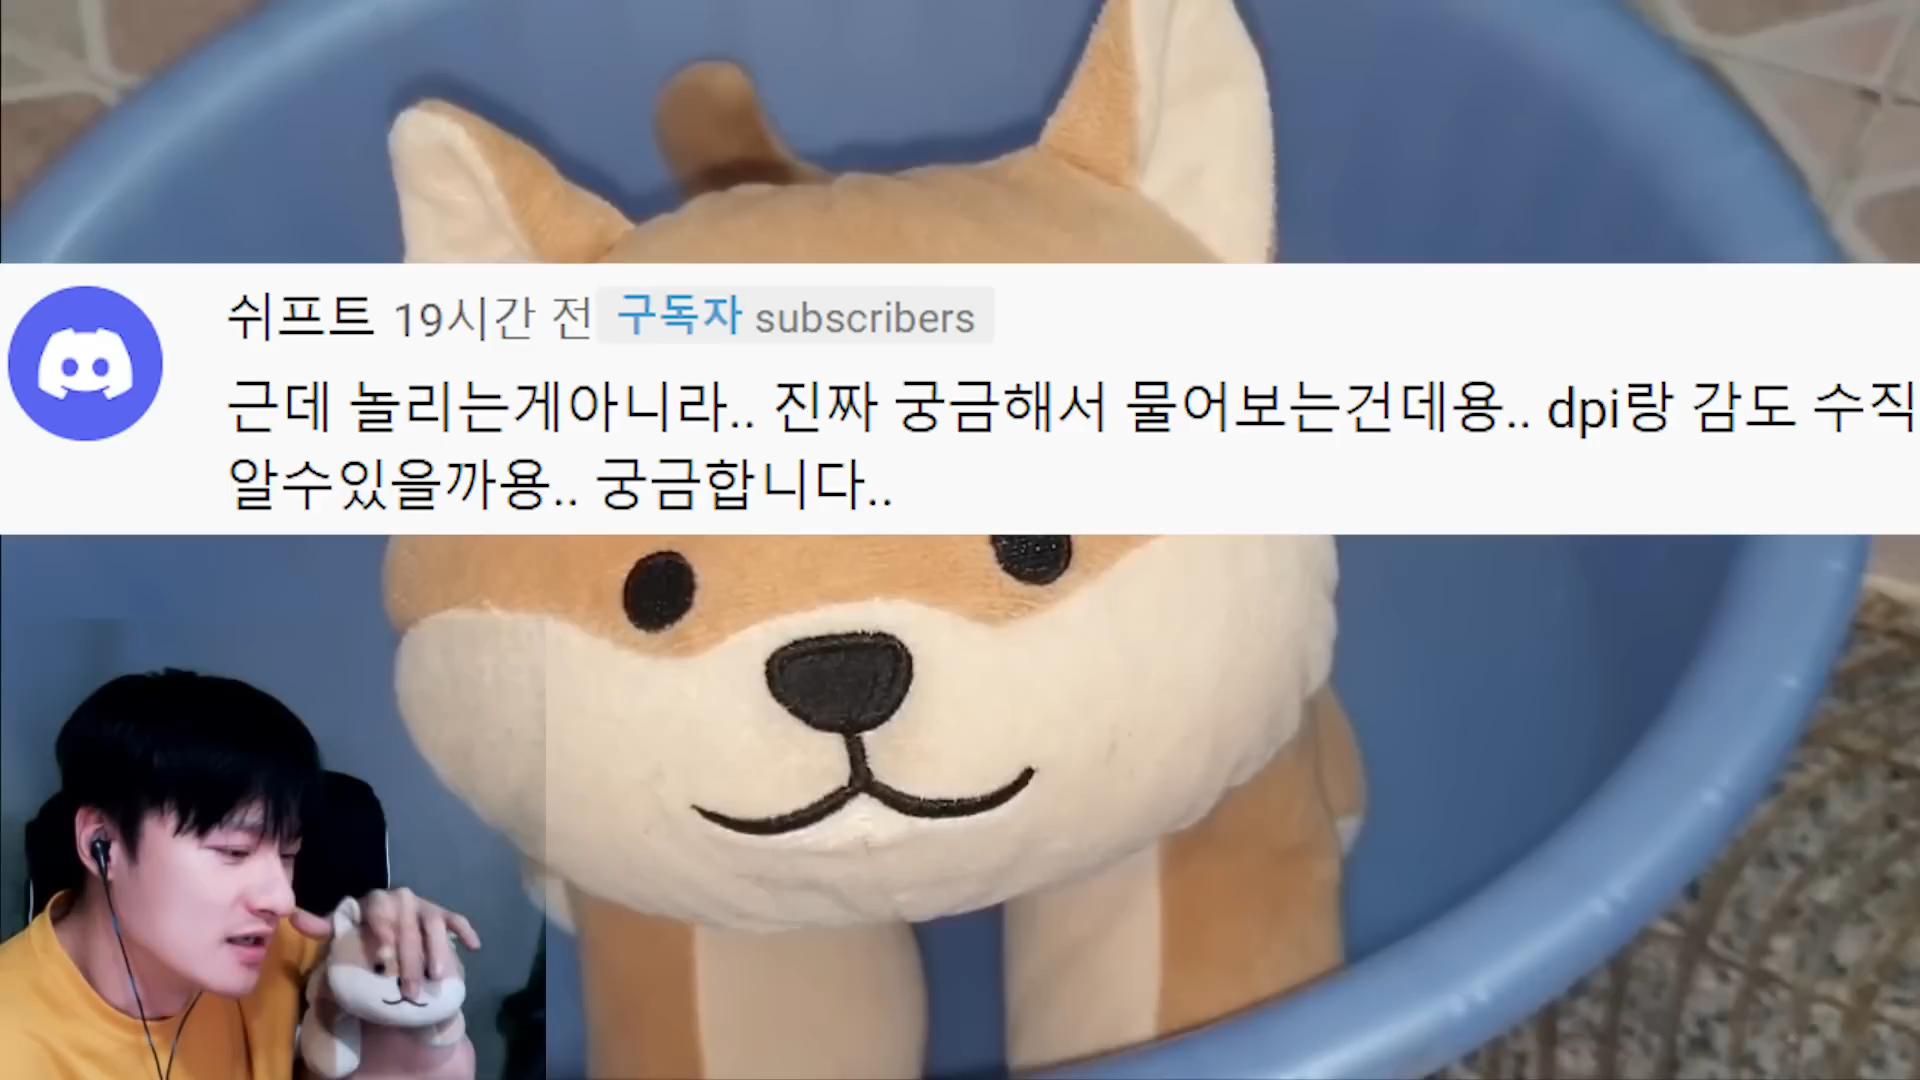 쉬프트 19시간 전 구독자 subscribers
근데 놀리는게아니라.. 진짜 궁금해서 물어보는건데용.. dpi랑 감도 수직
알수있을까용.. 궁금합니다..